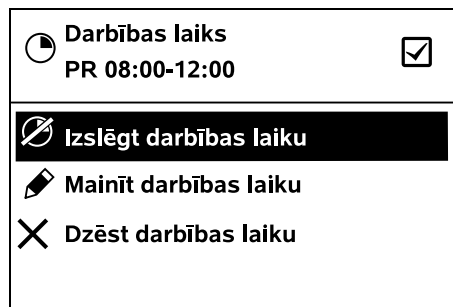 Darbības laiks
PR 08:00-12:00
Izslēgt darbības laiku
Mainīt darbības laiku
Dzēst darbības laiku